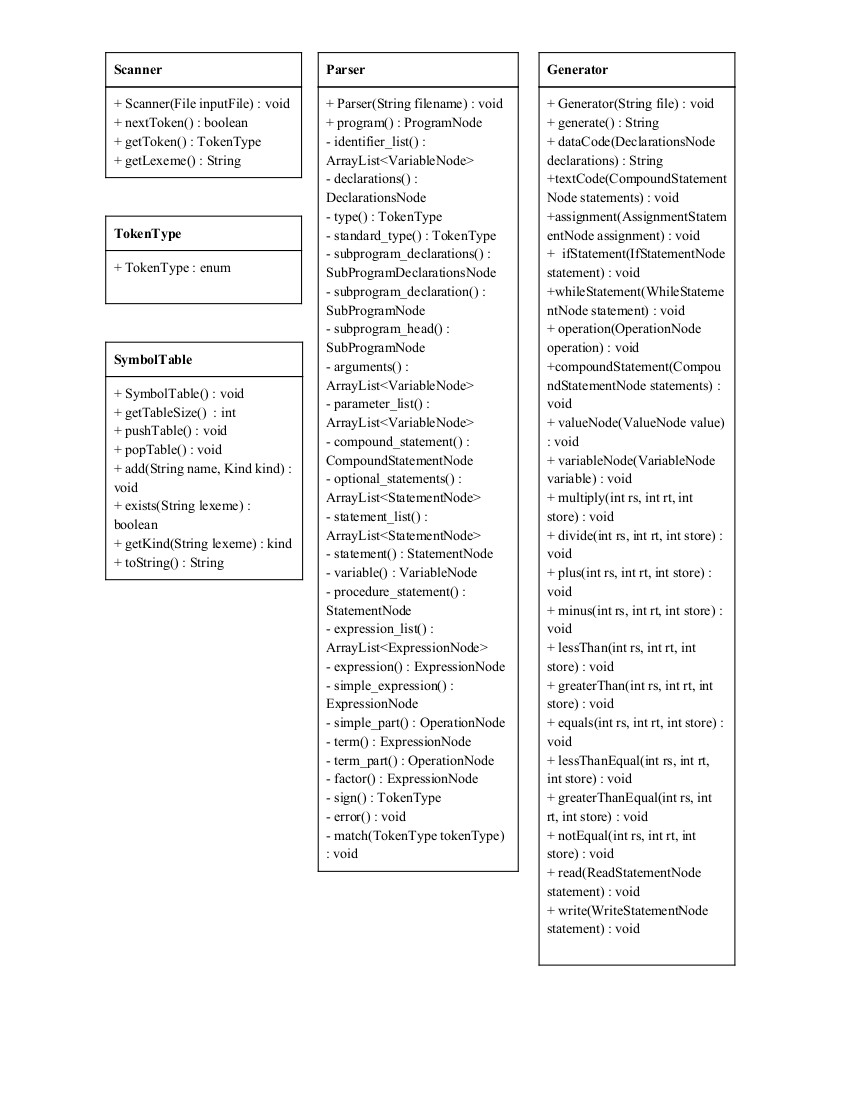 Scanner
+ Scanner(File inputFile) : void
+ nextToken() : boolean
+ getToken() : TokenType
+ getLexeme() : String
TokenType
+ TokenType : enum
SymbolTable
+ SymbolTable() : void
+ getTableSize()  : int
+ pushTable() : void
+ popTable() : void
+ add(String name, Kind kind) :
void
+ exists(String lexeme) :
boolean
+ getKind(String lexeme) : kind
+ toString() : String
Parser
+ Parser(String filename) : void
+ program() : ProgramNode
- identifier_list() :
ArrayList<VariableNode>
- declarations() :
DeclarationsNode
- type() : TokenType
- standard_type() : TokenType
- subprogram_declarations() :
SubProgramDeclarationsNode
- subprogram_declaration() :
SubProgramNode
- subprogram_head() :
SubProgramNode
- arguments() :
ArrayList<VariableNode>
- parameter_list() :
ArrayList<VariableNode>
- compound_statement() :
CompoundStatementNode
- optional_statements() :
ArrayList<StatementNode>
- statement_list() :
ArrayList<StatementNode>
- statement() : StatementNode
- variable() : VariableNode
- procedure_statement() :
StatementNode
- expression_list() :
ArrayList<ExpressionNode>
- expression() : ExpressionNode
- simple_expression() :
ExpressionNode
- simple_part() : OperationNode
- term() : ExpressionNode
- term_part() : OperationNode
- factor() : ExpressionNode
- sign() : TokenType
- error() : void
- match(TokenType tokenType)
: void
Generator
+ Generator(String file) : void
+ generate() : String
+ dataCode(DeclarationsNode
declarations) : String
+textCode(CompoundStatement
Node statements) : void
+assignment(AssignmentStatem
entNode assignment) : void
+  ifStatement(IfStatementNode
statement) : void
+whileStatement(WhileStateme
ntNode statement) : void
+ operation(OperationNode
operation) : void
+compoundStatement(Compou
ndStatementNode statements) :
void
+ valueNode(ValueNode value)
: void
+ variableNode(VariableNode
variable) : void
+ multiply(int rs, int rt, int
store) : void
+ divide(int rs, int rt, int store) :
void
+ plus(int rs, int rt, int store) :
void
+ minus(int rs, int rt, int store) :
void
+ lessThan(int rs, int rt, int
store) : void
+ greaterThan(int rs, int rt, int
store) : void
+ equals(int rs, int rt, int store) :
void
+ lessThanEqual(int rs, int rt,
int store) : void
+ greaterThanEqual(int rs, int
rt, int store) : void
+ notEqual(int rs, int rt, int
store) : void
+ read(ReadStatementNode
statement) : void
+ write(WriteStatementNode
statement) : void